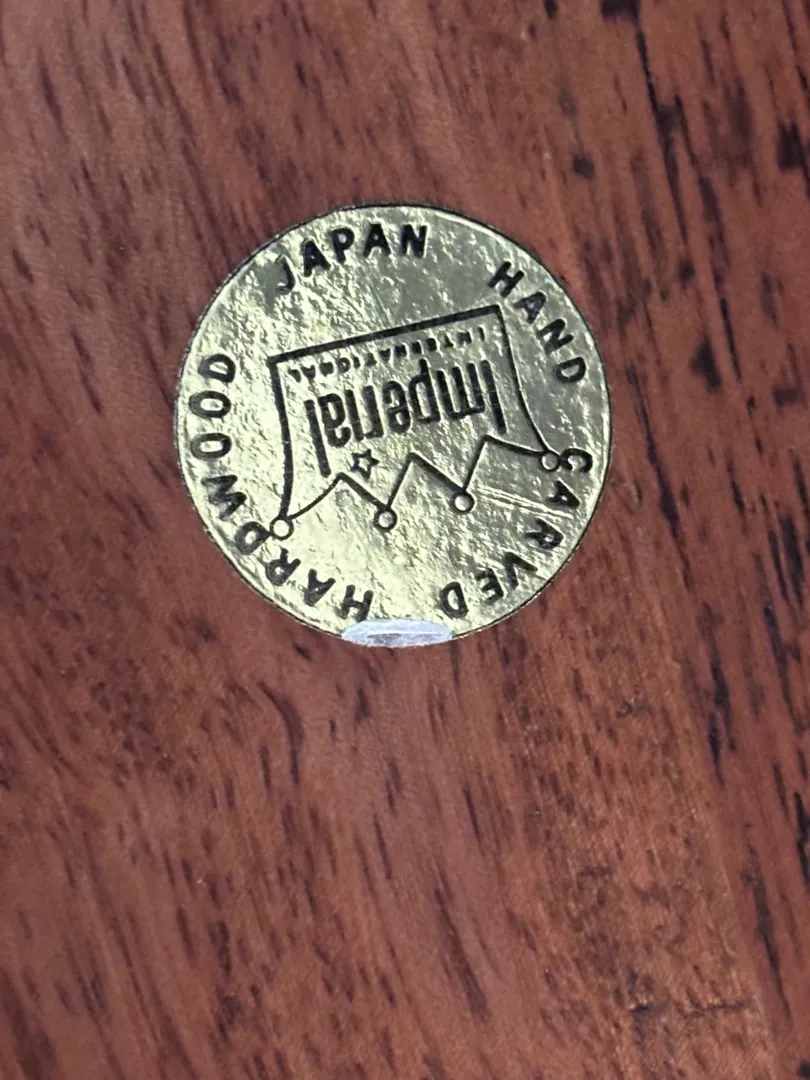 JAPAN HAND CARVED HARDWOOD
Imperial
INTERNATIONAL